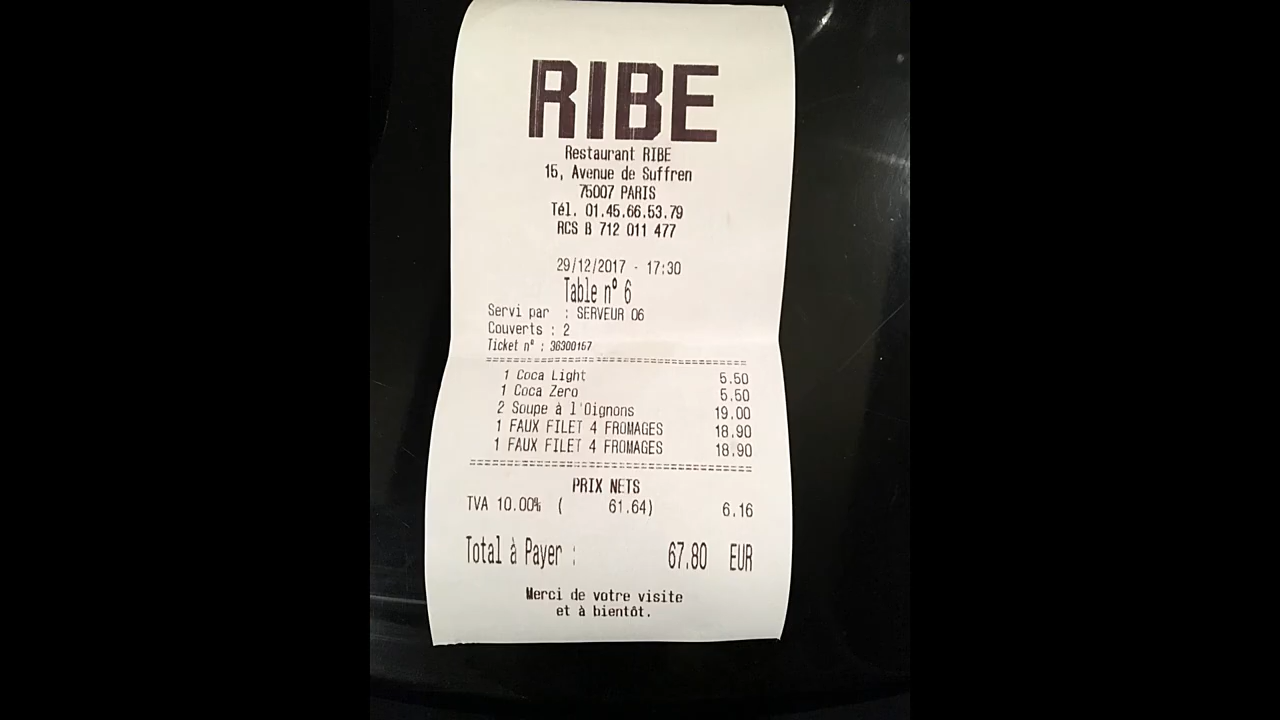 RIBE
Restaurant RIBE
15, Avenue de Suffren
75007 PARIS
Tél. 01.45.66.53.79
RCS B 712 011 477
29/12/2017 - 17:30
Table n° 6
Servi par : SERVEUR 06
Couverts : 2
Ticket n° : 36300167
==========================================
1 Coca Light 5.50
1 Coca Zero 5.50
2 Soupe à l'Oignons 19.00
1 FAUX FILET 4 FROMAGES 18.90
1 FAUX FILET 4 FROMAGES 18.90
==========================================
PRIX NETS
TVA 10.00% ( 61.64) 6.16
Total à Payer : 67.80 EUR
Merci de votre visite
et à bientôt.